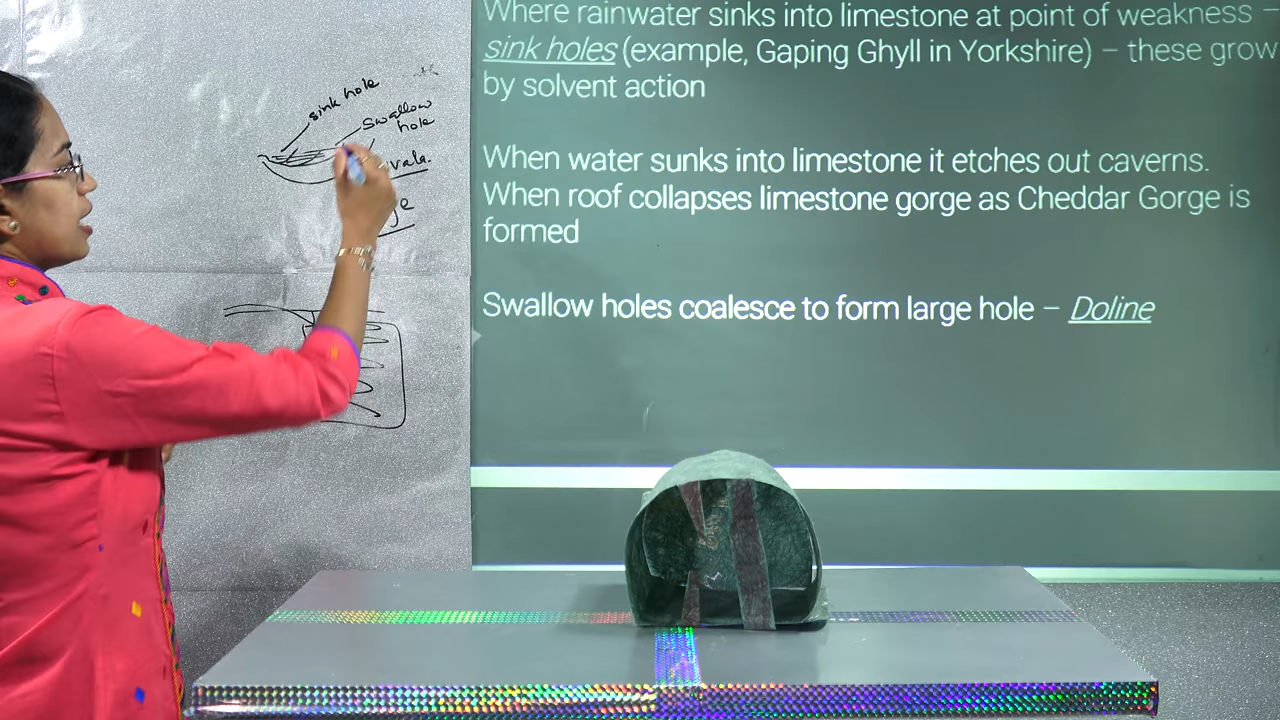 Where rainwater sinks into limestone at point of weakness –
sink holes (example, Gaping Ghyll in Yorkshire) – these grow
by solvent action
When water sunks into limestone it etches out caverns.
When roof collapses limestone gorge as Cheddar Gorge is
formed
Swallow holes coalesce to form large hole – Doline
sink hole
Swallow
hole